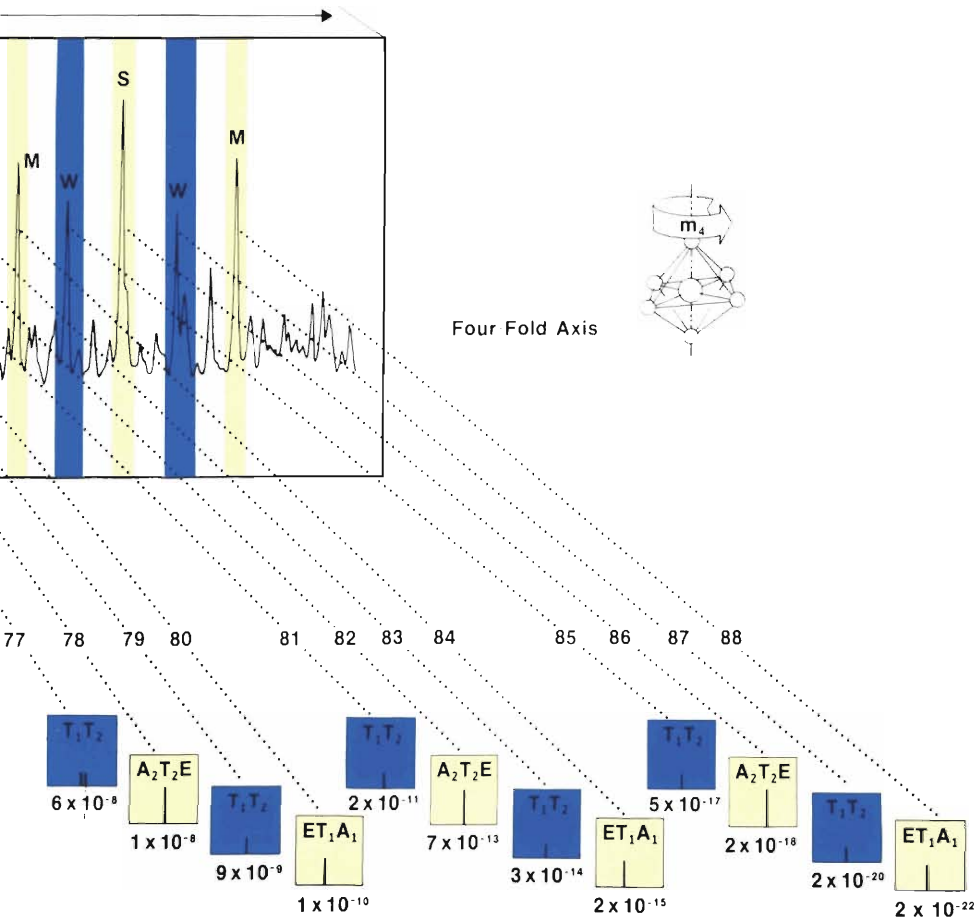 S
M
M
W
W
m₄
Four Fold Axis
77 78 79 80 81 82 83 84 85 86 87 88
T₁T₂
6 x 10⁻⁸
A₂T₂E
1 x 10⁻⁸
T₁T₂
9 x 10⁻⁹
ET₁A₁
1 x 10⁻¹⁰
T₁T₂
2 x 10⁻¹¹
A₂T₂E
7 x 10⁻¹³
T₁T₂
3 x 10⁻¹⁴
ET₁A₁
2 x 10⁻¹⁵
T₁T₂
5 x 10⁻¹⁷
A₂T₂E
2 x 10⁻¹⁸
T₁T₂
2 x 10⁻²⁰
ET₁A₁
2 x 10⁻²²